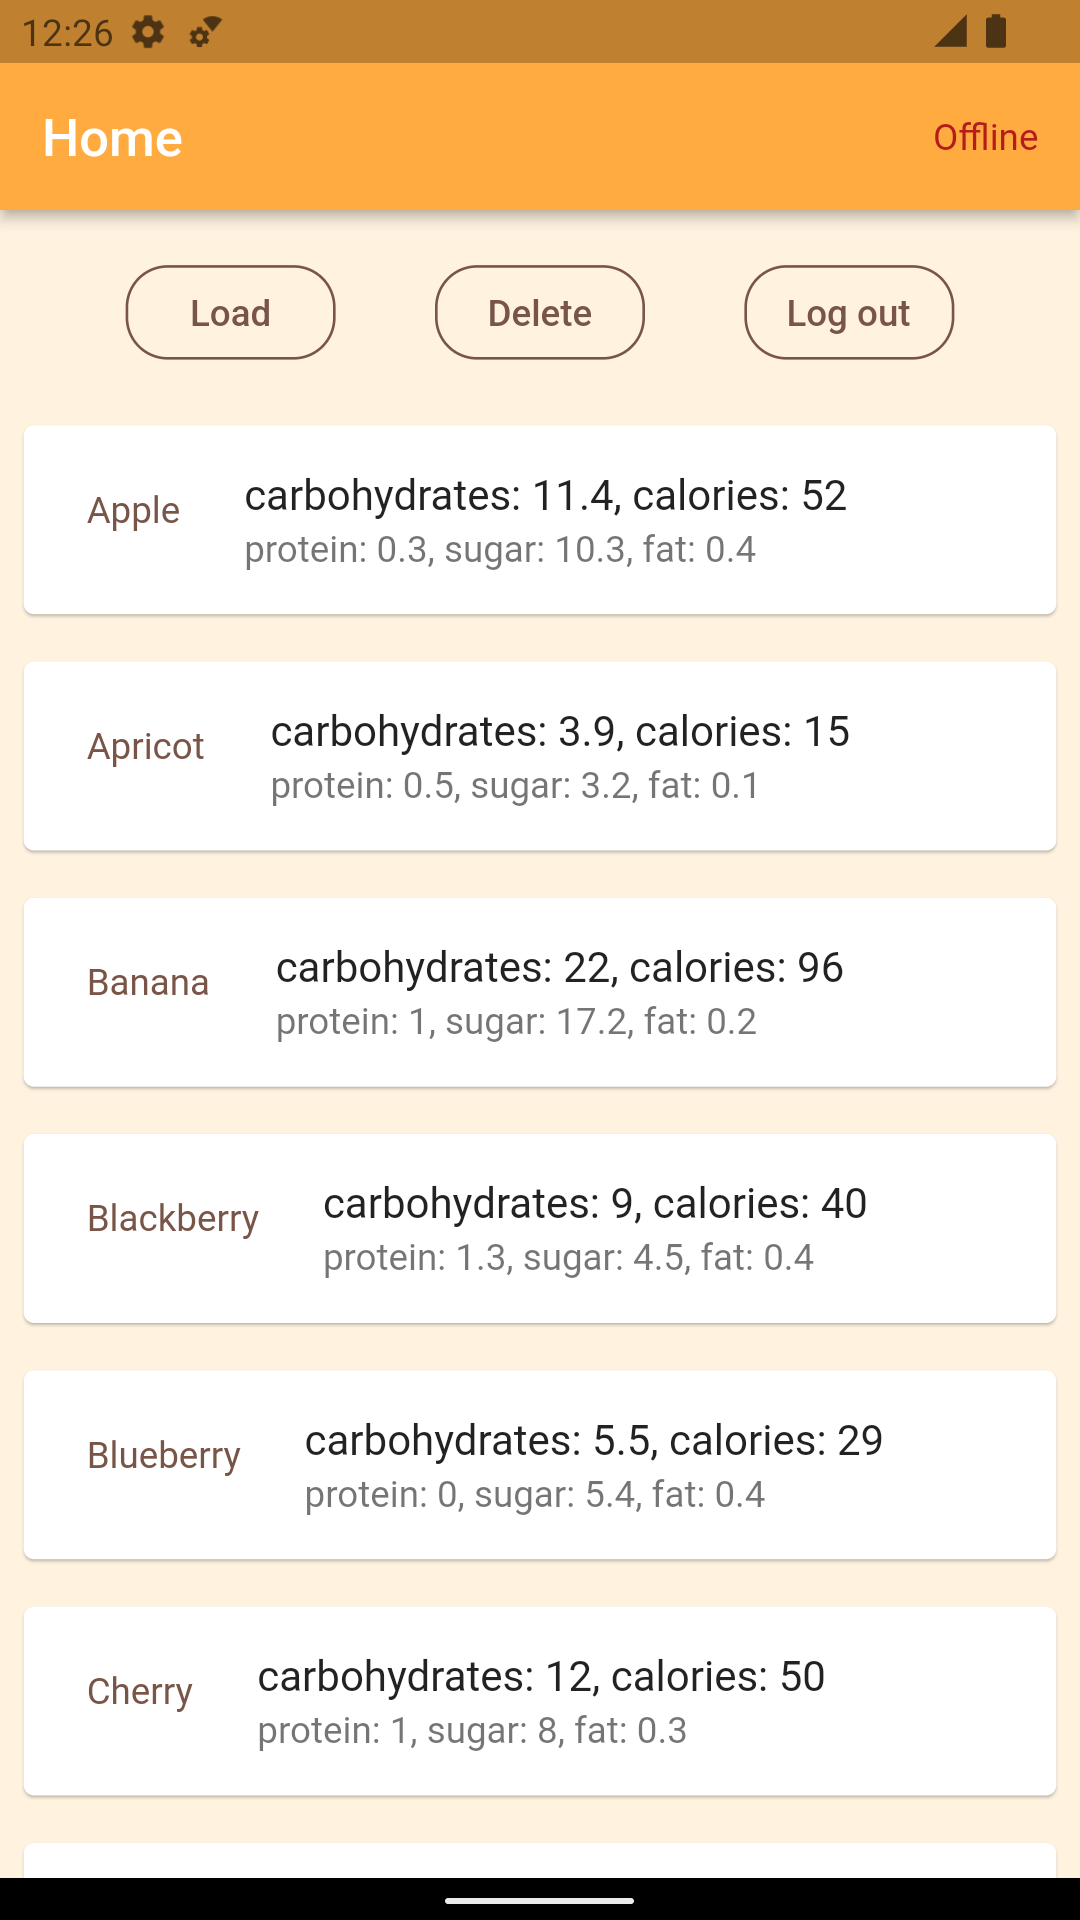 12:26
Home
Offline
Load
Delete
Log out
Apple
carbohydrates: 11.4, calories: 52
protein: 0.3, sugar: 10.3, fat: 0.4
Apricot
carbohydrates: 3.9, calories: 15
protein: 0.5, sugar: 3.2, fat: 0.1
Banana
carbohydrates: 22, calories: 96
protein: 1, sugar: 17.2, fat: 0.2
Blackberry
carbohydrates: 9, calories: 40
protein: 1.3, sugar: 4.5, fat: 0.4
Blueberry
carbohydrates: 5.5, calories: 29
protein: 0, sugar: 5.4, fat: 0.4
Cherry
carbohydrates: 12, calories: 50
protein: 1, sugar: 8, fat: 0.3